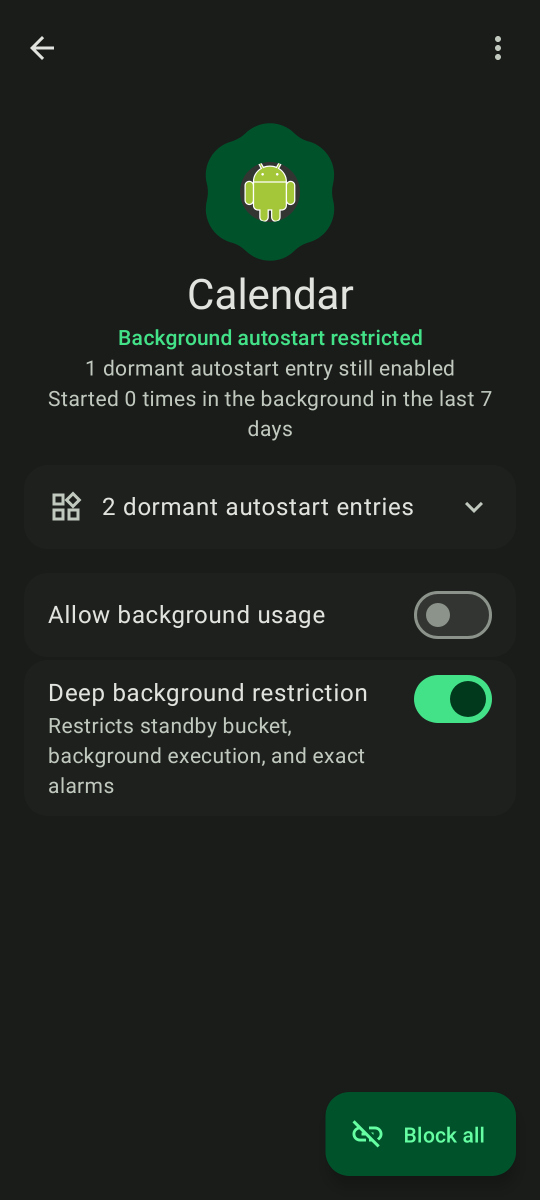 Calendar
Background autostart restricted
1 dormant autostart entry still enabled
Started 0 times in the background in the last 7
days
2 dormant autostart entries
Allow background usage
Deep background restriction
Restricts standby bucket,
background execution, and exact
alarms
Block all